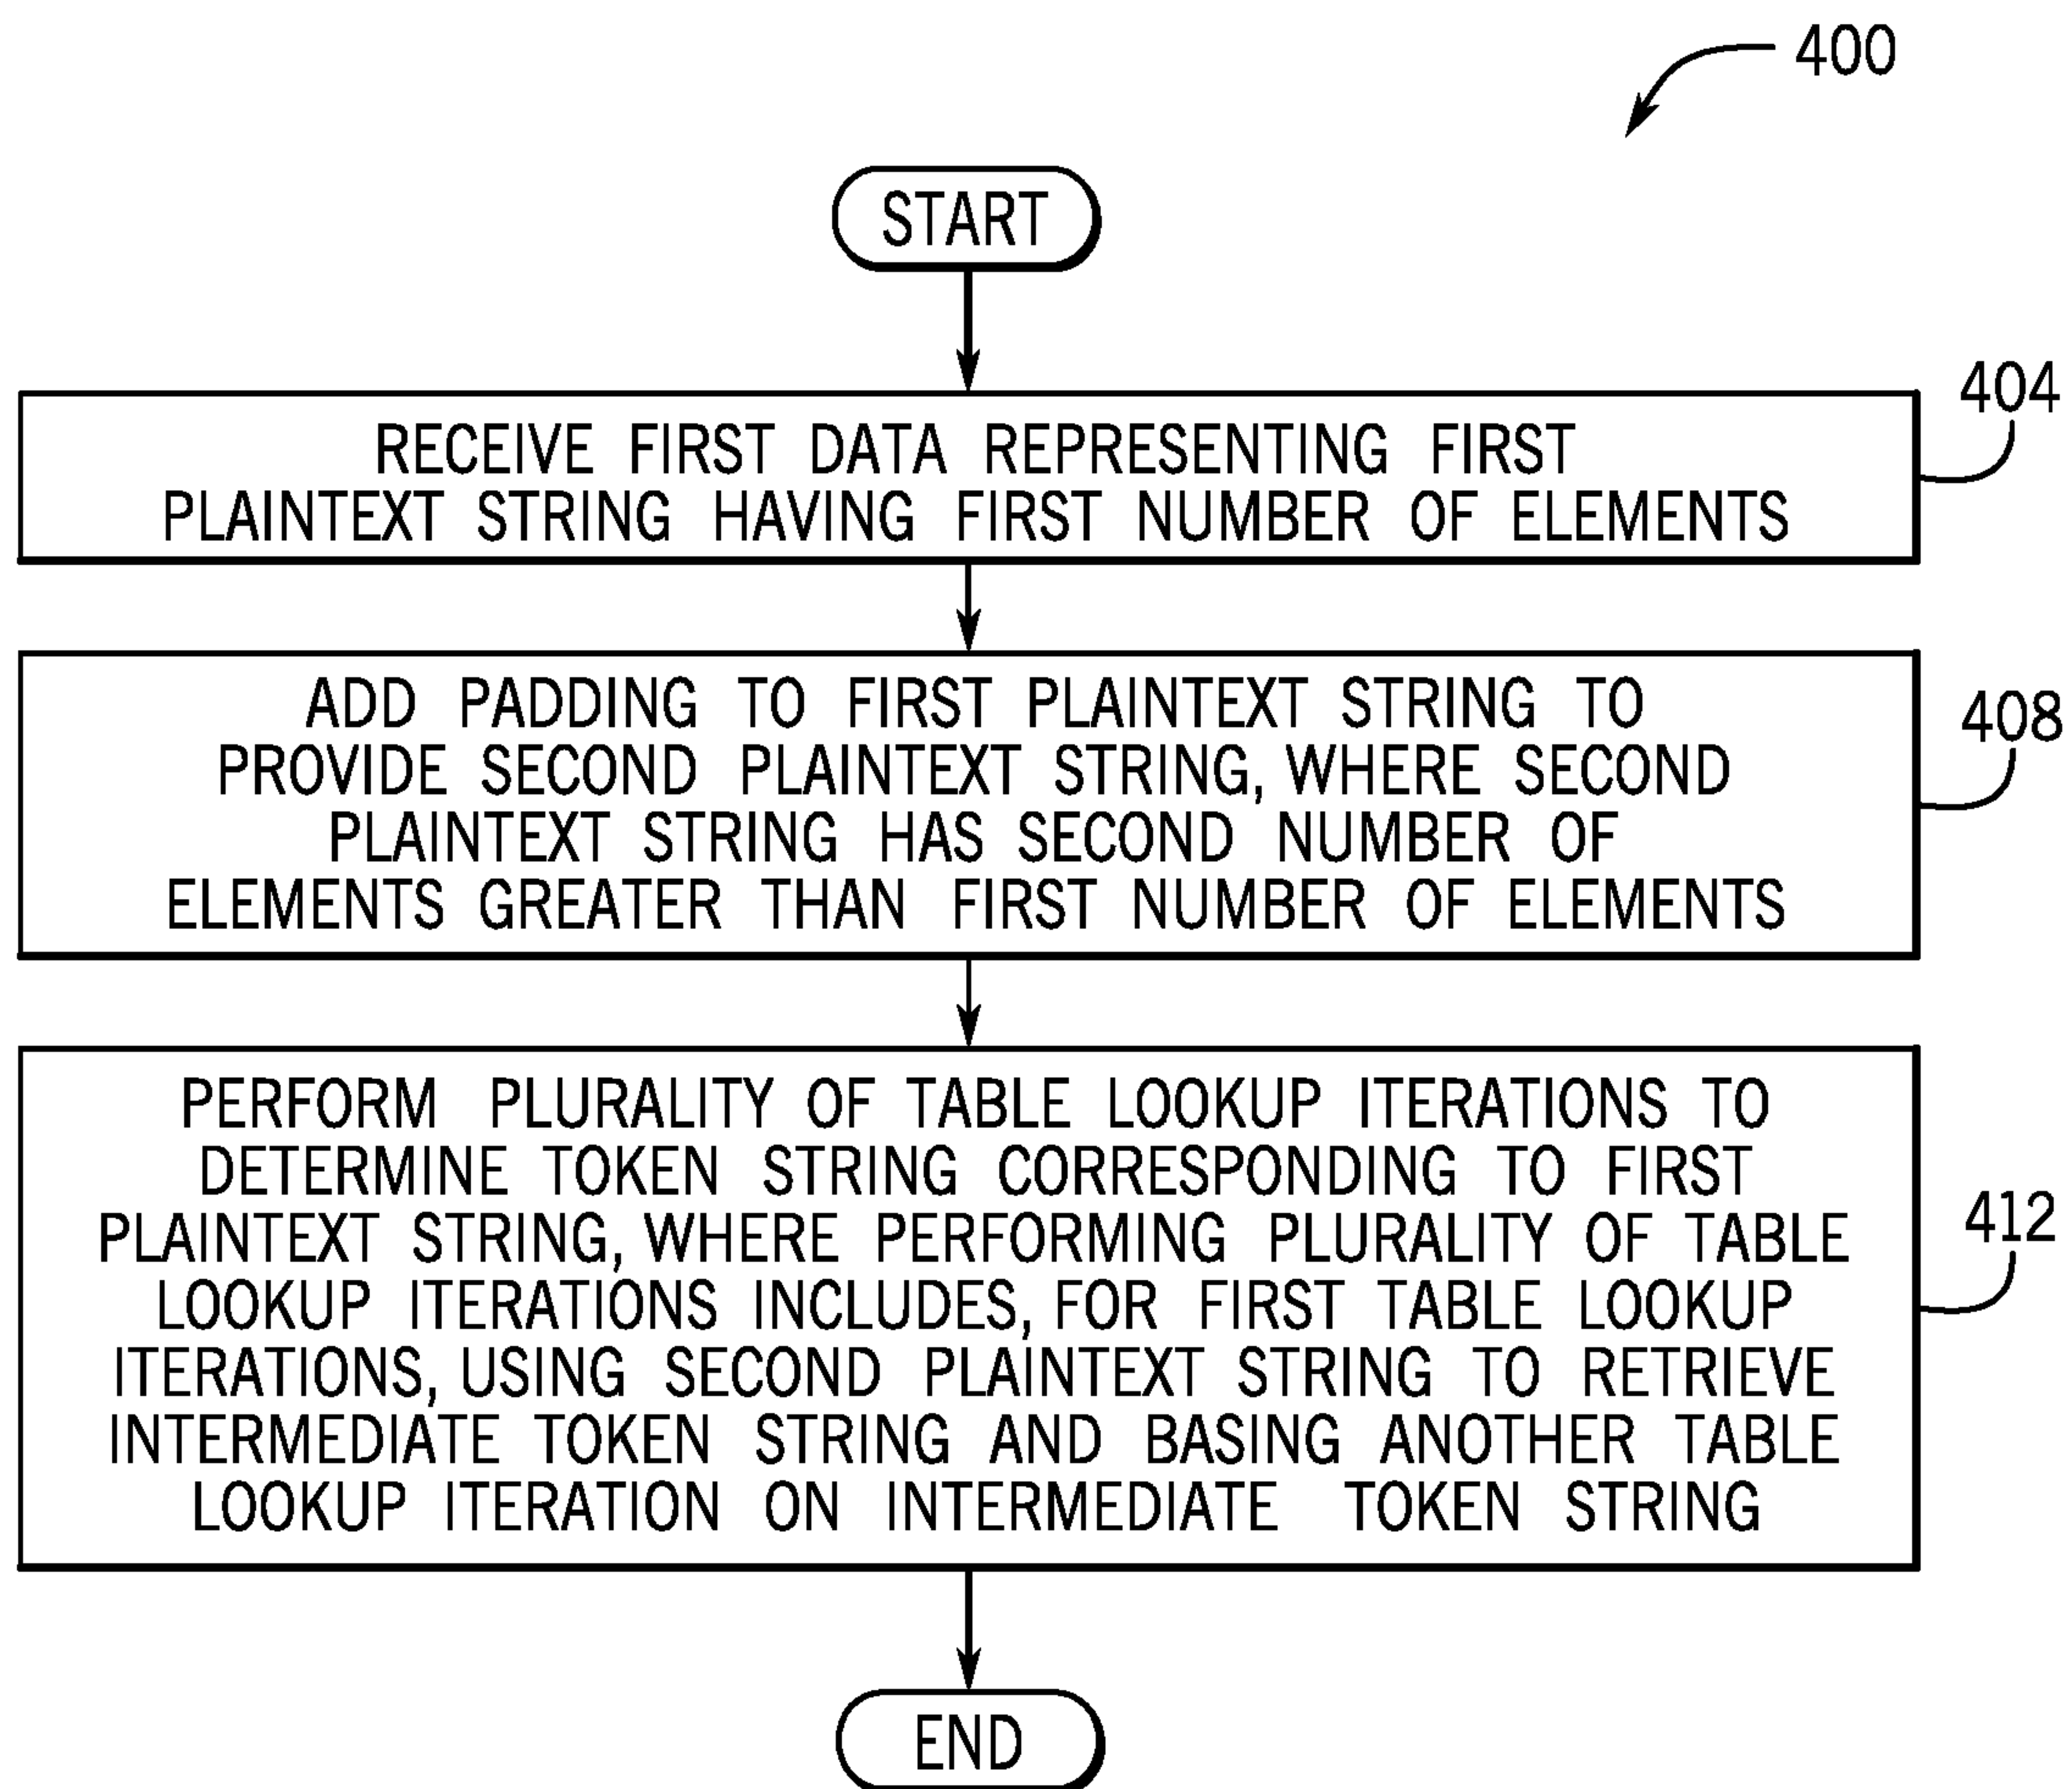 400
START
404
RECEIVE FIRST DATA REPRESENTING FIRST
PLAINTEXT STRING HAVING FIRST NUMBER OF ELEMENTS
408
ADD PADDING TO FIRST PLAINTEXT STRING TO
PROVIDE SECOND PLAINTEXT STRING, WHERE SECOND
PLAINTEXT STRING HAS SECOND NUMBER OF
ELEMENTS GREATER THAN FIRST NUMBER OF ELEMENTS
412
PERFORM PLURALITY OF TABLE LOOKUP ITERATIONS TO
DETERMINE TOKEN STRING CORRESPONDING TO FIRST
PLAINTEXT STRING, WHERE PERFORMING PLURALITY OF TABLE
LOOKUP ITERATIONS INCLUDES, FOR FIRST TABLE LOOKUP
ITERATIONS, USING SECOND PLAINTEXT STRING TO RETRIEVE
INTERMEDIATE TOKEN STRING AND BASING ANOTHER TABLE
LOOKUP ITERATION ON INTERMEDIATE TOKEN STRING
END